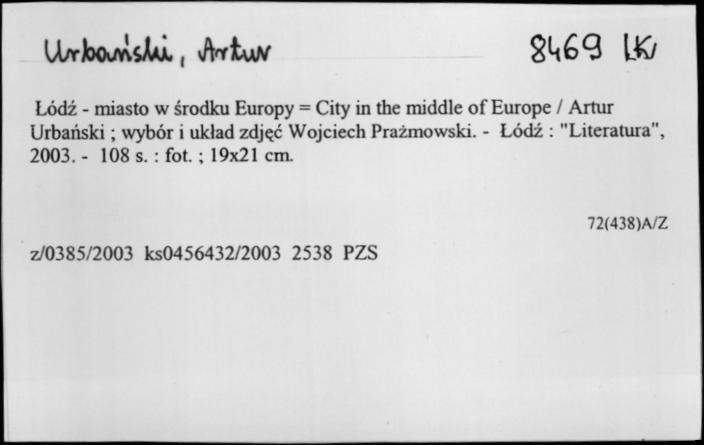 Urbański, Artur 8469 LK
Łódź - miasto w środku Europy = City in the middle of Europe / Artur
Urbański ; wybór i układ zdjęć Wojciech Prażmowski. - Łódź : "Literatura",
2003. - 108 s. : fot. ; 19x21 cm.
72(438)A/Z
z/0385/2003 ks0456432/2003 2538 PZS